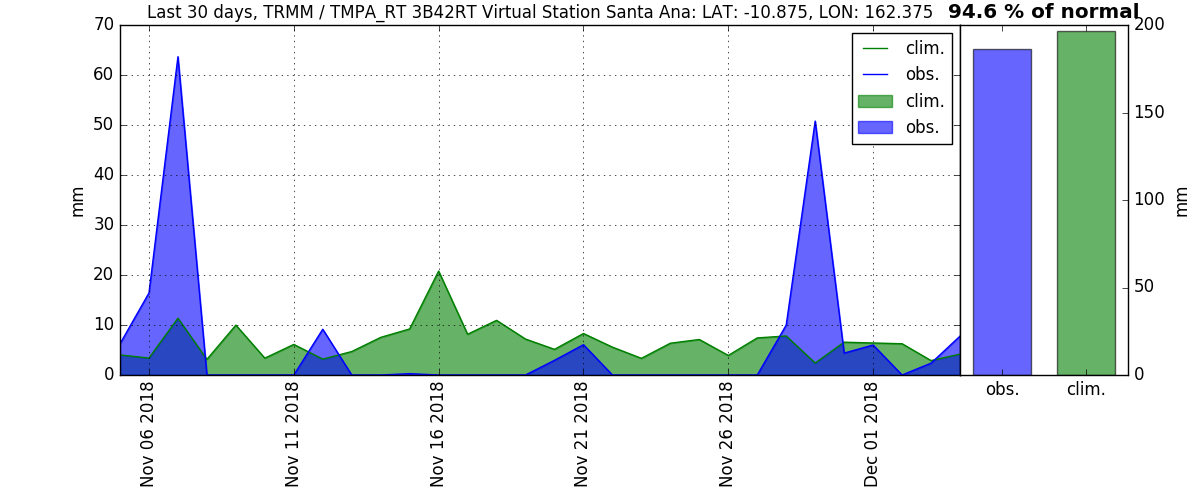 Last 30 days, TRMM / TMPA_RT 3B42RT Virtual Station Santa Ana: LAT: -10.875, LON: 162.375
94.6 % of normal
70
60
50
40
30
20
10
0
mm
clim.
obs.
clim.
obs.
200
150
100
50
0
mm
Nov 06 2018
Nov 11 2018
Nov 16 2018
Nov 21 2018
Nov 26 2018
Dec 01 2018
obs.
clim.